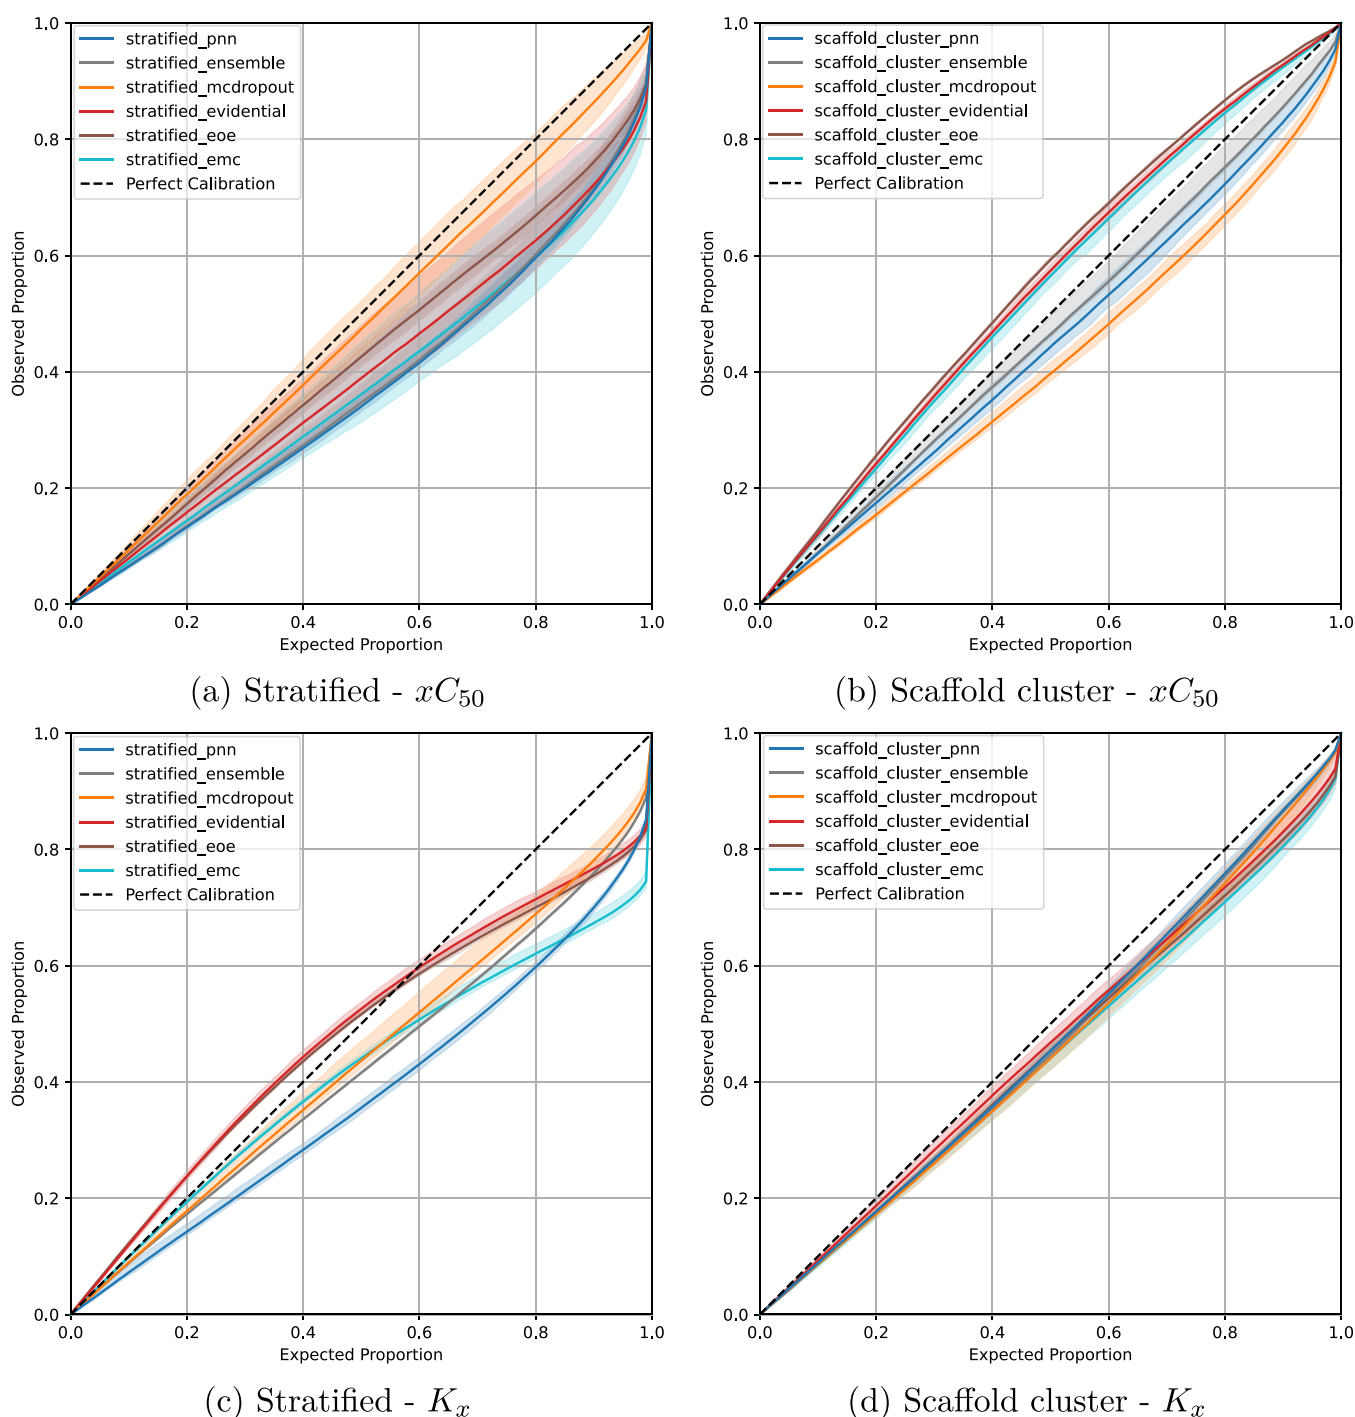 stratified_pnn
stratified_ensemble
stratified_mcdropout
stratified_evidential
stratified_eoe
stratified_emc
Perfect Calibration
1.0
0.8
0.6
0.4
0.2
0.0
Observed Proportion
0.0 0.2 0.4 0.6 0.8 1.0
Expected Proportion
(a) Stratified - xC50
scaffold_cluster_pnn
scaffold_cluster_ensemble
scaffold_cluster_mcdropout
scaffold_cluster_evidential
scaffold_cluster_eoe
scaffold_cluster_emc
Perfect Calibration
1.0
0.8
0.6
0.4
0.2
0.0
Observed Proportion
0.0 0.2 0.4 0.6 0.8 1.0
Expected Proportion
(b) Scaffold cluster - xC50
stratified_pnn
stratified_ensemble
stratified_mcdropout
stratified_evidential
stratified_eoe
stratified_emc
Perfect Calibration
1.0
0.8
0.6
0.4
0.2
0.0
Observed Proportion
0.0 0.2 0.4 0.6 0.8 1.0
Expected Proportion
(c) Stratified - Kx
scaffold_cluster_pnn
scaffold_cluster_ensemble
scaffold_cluster_mcdropout
scaffold_cluster_evidential
scaffold_cluster_eoe
scaffold_cluster_emc
Perfect Calibration
1.0
0.8
0.6
0.4
0.2
0.0
Observed Proportion
0.0 0.2 0.4 0.6 0.8 1.0
Expected Proportion
(d) Scaffold cluster - Kx